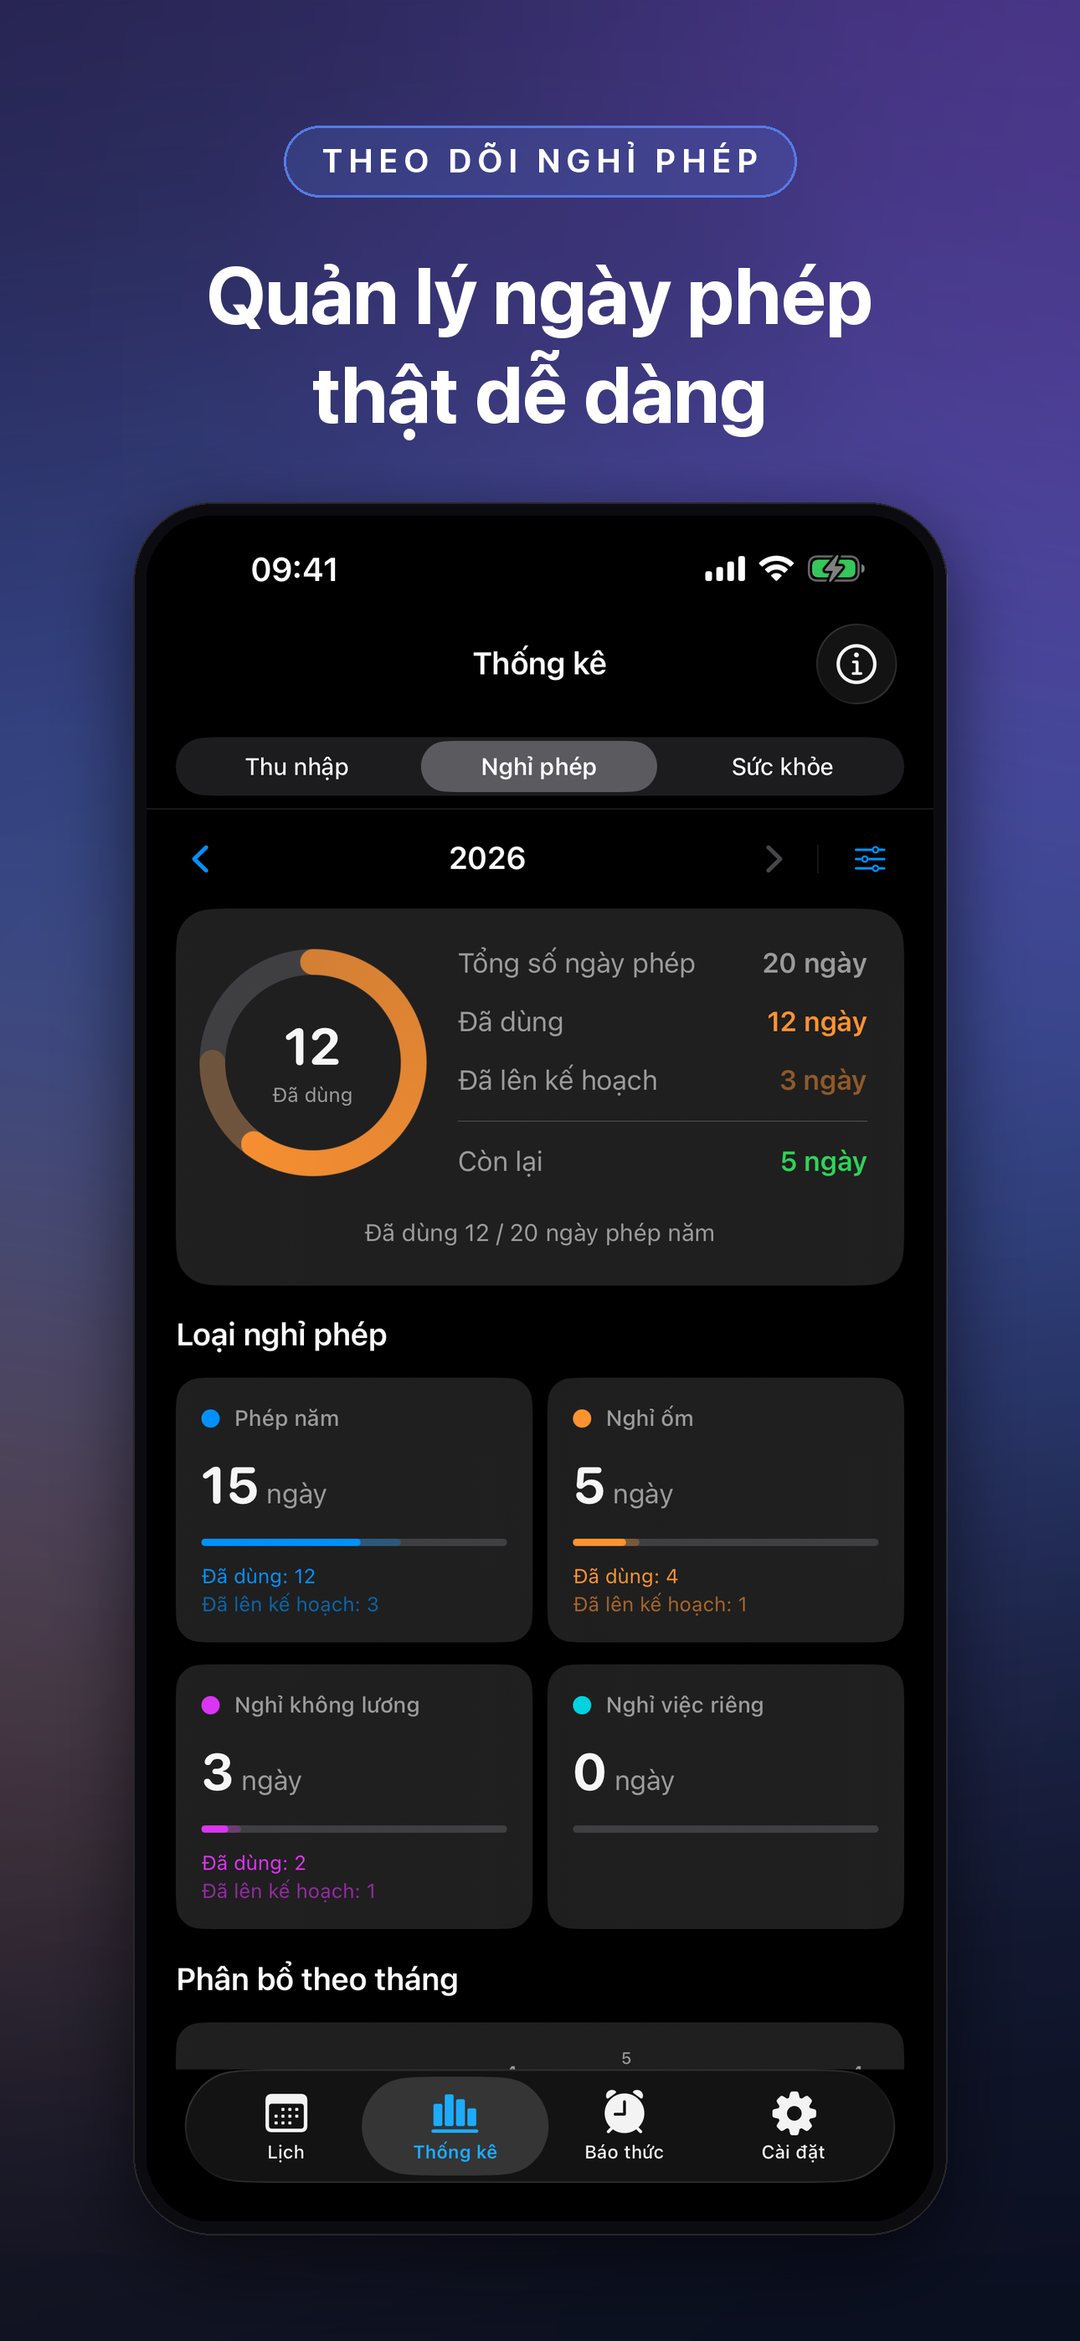 THEO DÕI NGHỈ PHÉP
Quản lý ngày phép
thật dễ dàng
09:41
Thống kê
Thu nhập
Nghỉ phép
Sức khỏe
2026
12
Đã dùng
Tổng số ngày phép 20 ngày
Đã dùng 12 ngày
Đã lên kế hoạch 3 ngày
Còn lại 5 ngày
Đã dùng 12 / 20 ngày phép năm
Loại nghỉ phép
Phép năm
15 ngày
Đã dùng: 12
Đã lên kế hoạch: 3
Nghỉ ốm
5 ngày
Đã dùng: 4
Đã lên kế hoạch: 1
Nghỉ không lương
3 ngày
Đã dùng: 2
Đã lên kế hoạch: 1
Nghỉ việc riêng
0 ngày
Phân bổ theo tháng
5
Lịch
Thống kê
Báo thức
Cài đặt